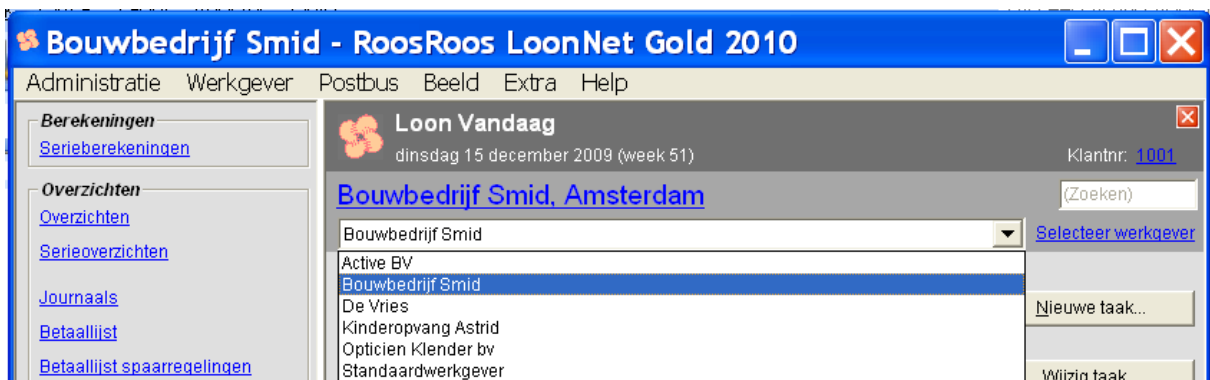 Bouwbedrijf Smid - RoosRoos LoonNet Gold 2010
Administratie Werkgever Postbus Beeld Extra Help
Berekeningen
Serieberekeningen
Overzichten
Overzichten
Serieoverzichten
Journaals
Betaallijst
Betaallijst spaarregelingen
Loon Vandaag
dinsdag 15 december 2009 (week 51)
Klantnr: 1001
Bouwbedrijf Smid, Amsterdam
(Zoeken)
Bouwbedrijf Smid
Selecteer werkgever
Active BV
Bouwbedrijf Smid
De Vries
Kinderopvang Astrid
Opticien Klender bv
Standaardwerkgever
Nieuwe taak...
Wijzig taak